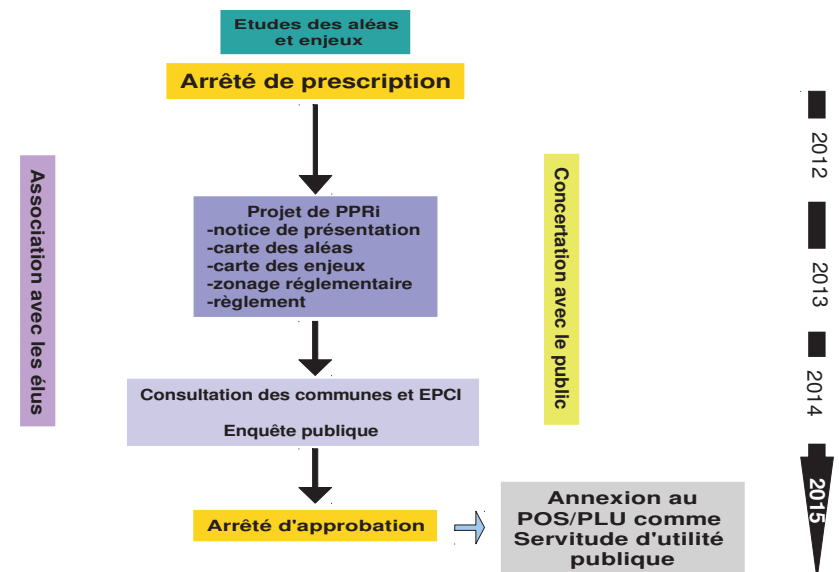 Etudes des aléas
et enjeux
Arrêté de prescription
Association avec les élus
Projet de PPRi
-notice de présentation
-carte des aléas
-carte des enjeux
-zonage réglementaire
-règlement
Concertation avec le public
Consultation des communes et EPCI
Enquête publique
Arrêté d'approbation
Annexion au
POS/PLU comme
Servitude d'utilité
publique
2012
2013
2014
2015